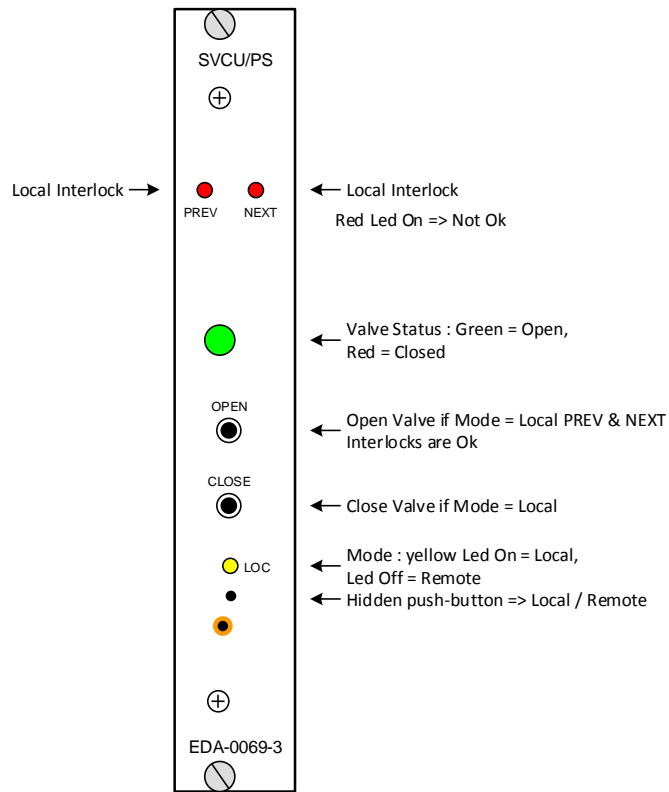 SVCU/PS
Local Interlock
Local Interlock
PREV NEXT
Red Led On => Not Ok
Valve Status : Green = Open,
Red = Closed
OPEN
Open Valve if Mode = Local PREV & NEXT
Interlocks are Ok
CLOSE
Close Valve if Mode = Local
Mode : yellow Led On = Local,
LOC
Led Off = Remote
Hidden push-button => Local / Remote
EDA-0069-3